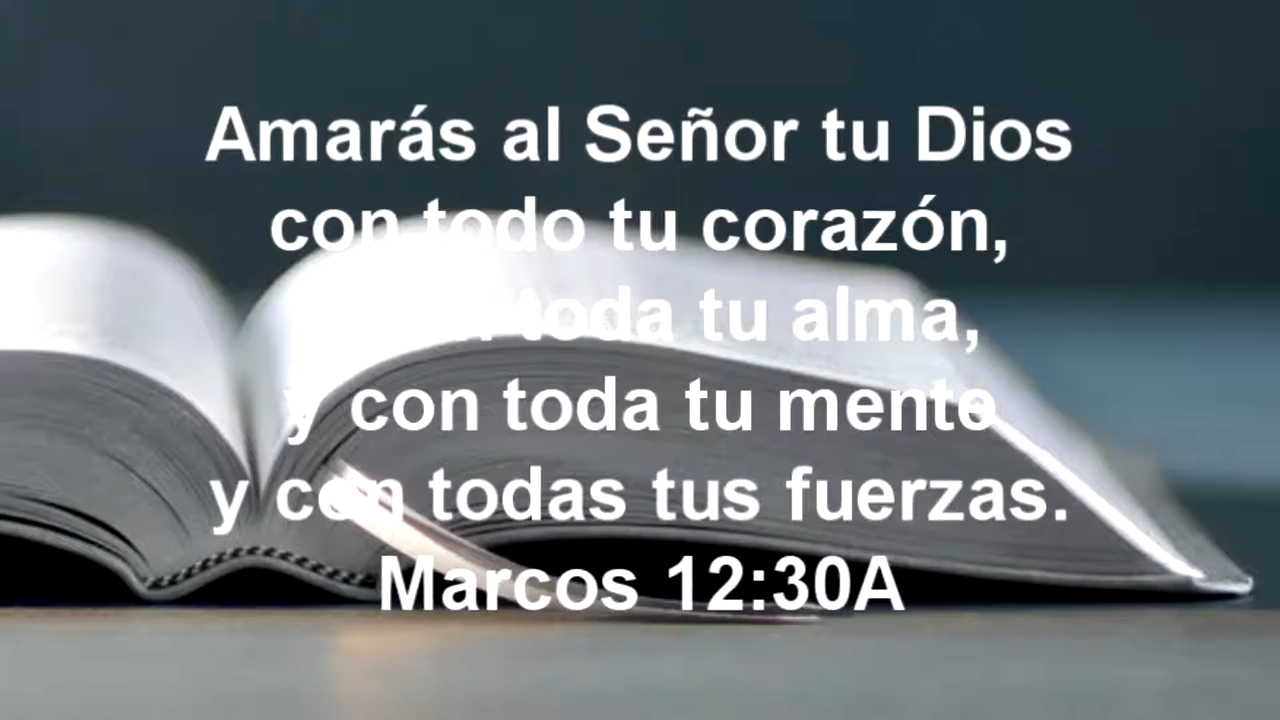 Amarás al Señor tu Dios
con todo tu corazón,
toda tu alma,
y con toda tu mente
y con todas tus fuerzas.
Marcos 12:30A